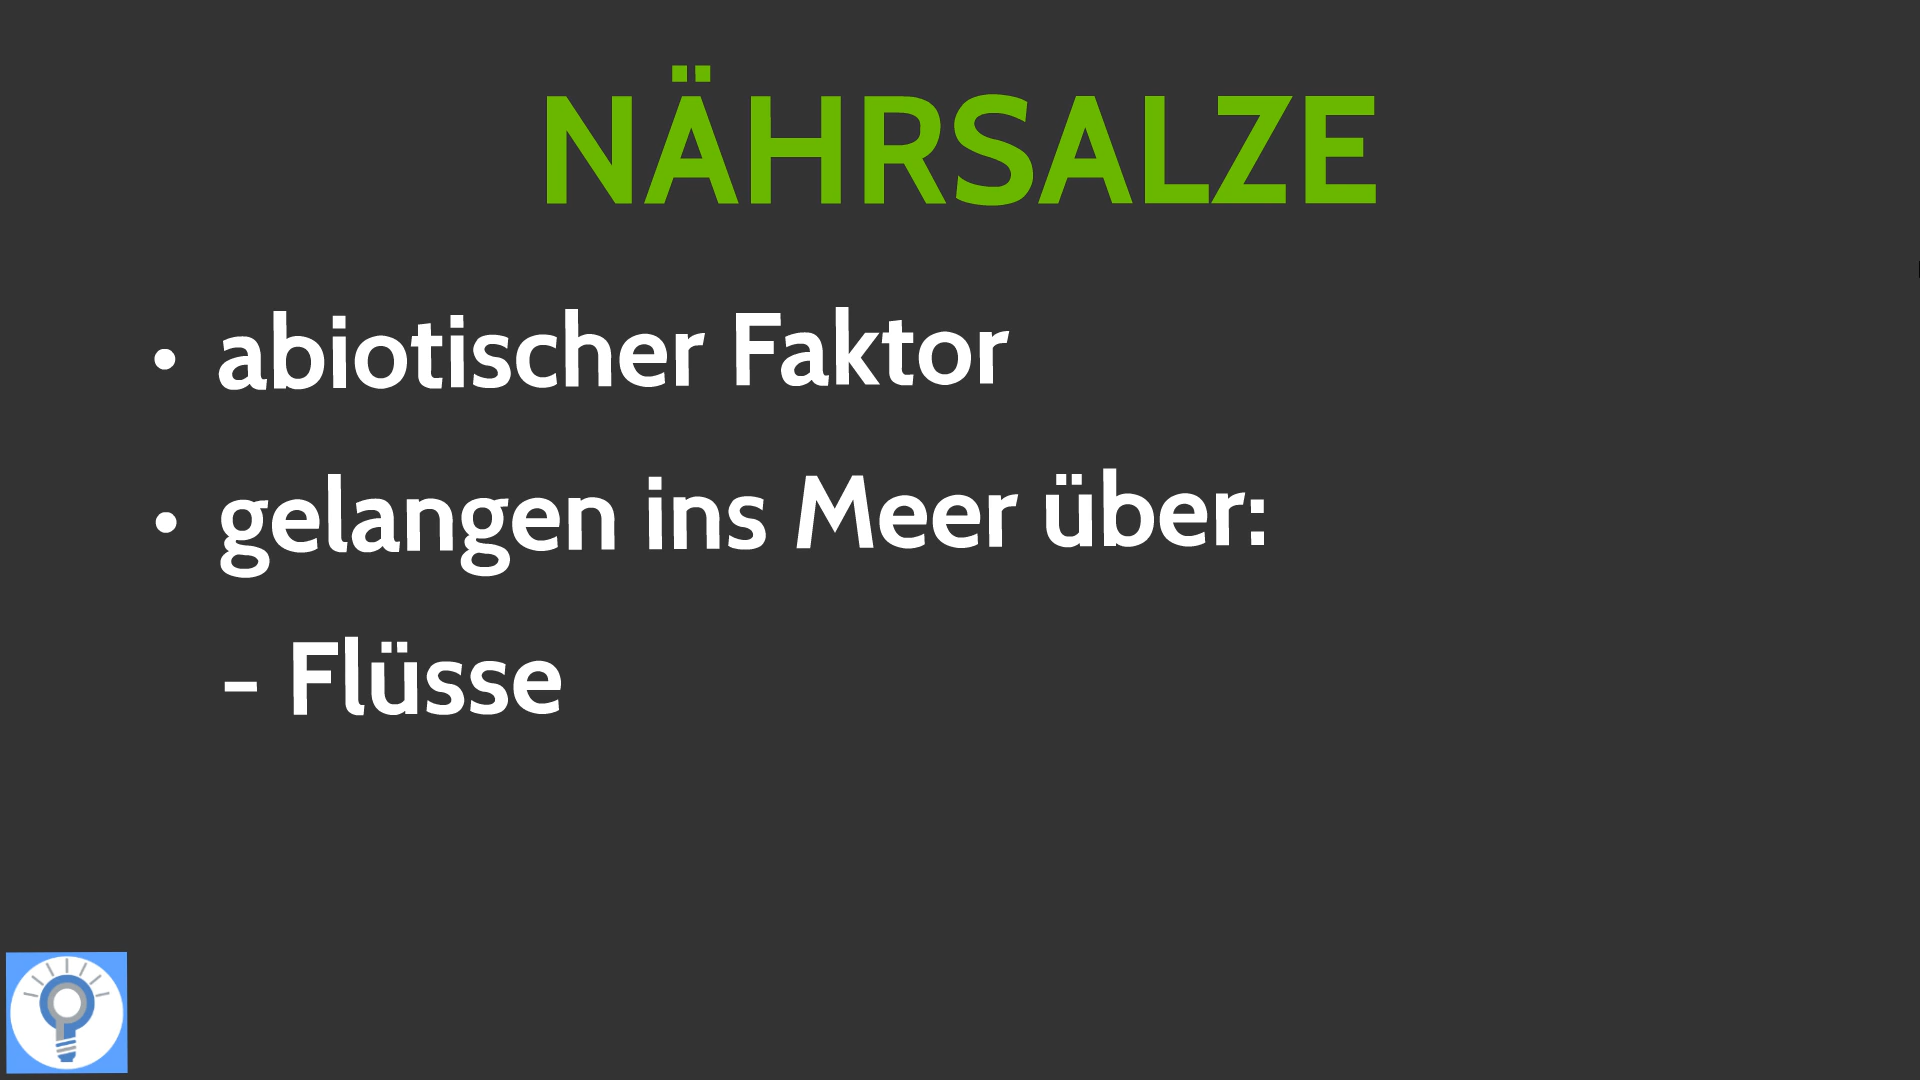 NÄHRSALZE
• abiotischer Faktor
• gelangen ins Meer über:
- Flüsse